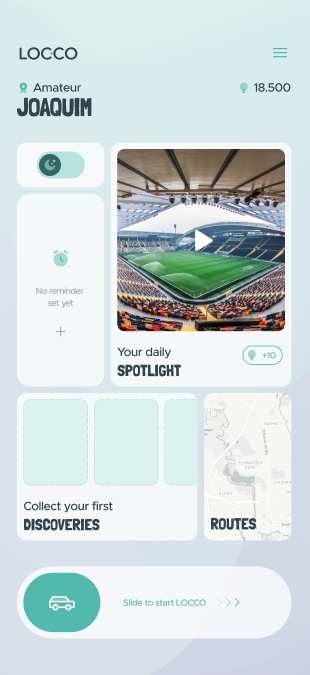 LOCCO
Amateur
18.500
JOAQUIM
No reminder
set yet
Your daily
SPOTLIGHT
+10
Collect your first
DISCOVERIES
ROUTES
Slide to start LOCCO